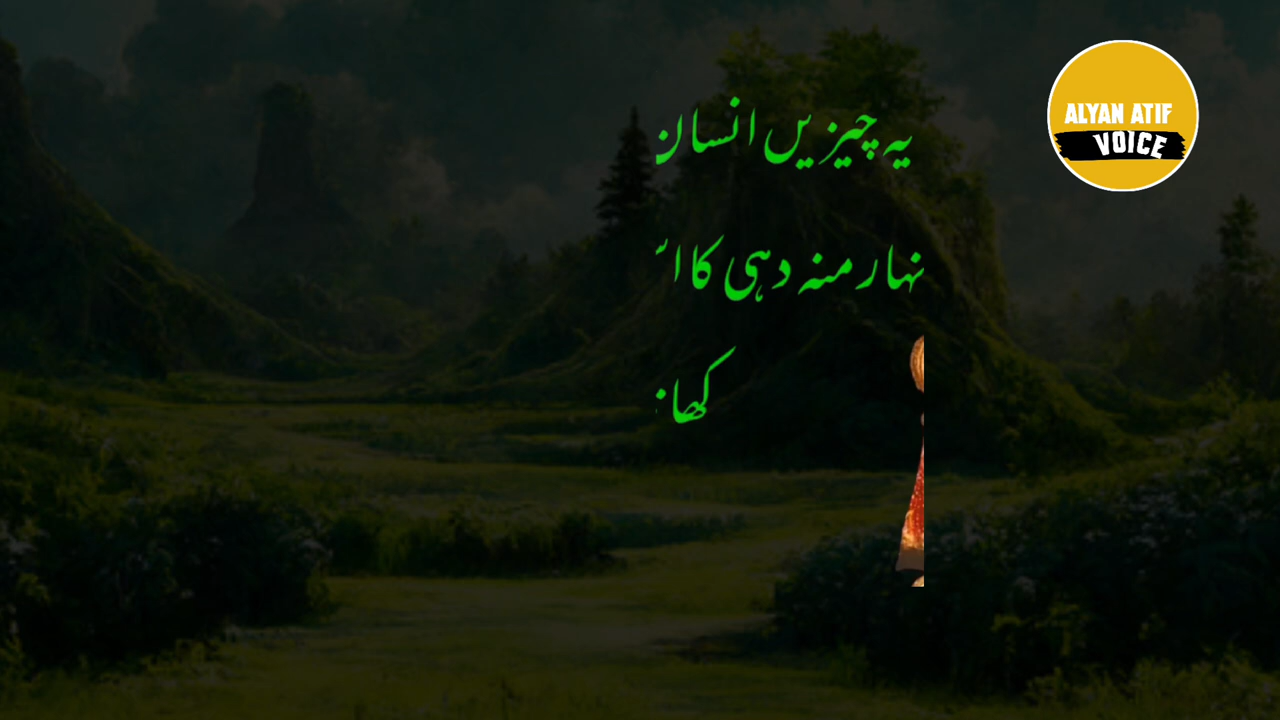 یہ چیزیں انسان
نہار منہ دہی کا
ALYAN ATIF
VOICE